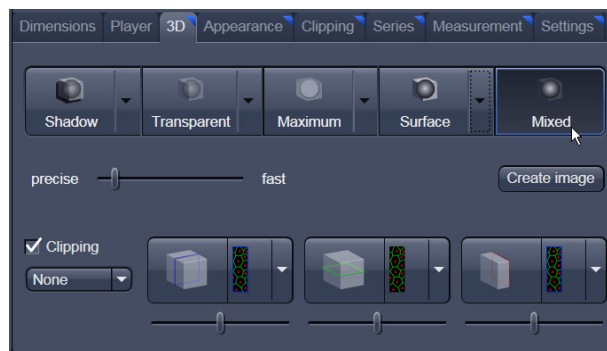 Dimensions Player 3D Appearance Clipping Series Measurement Settings
Shadow Transparent Maximum Surface Mixed
precise fast Create image
Clipping
None